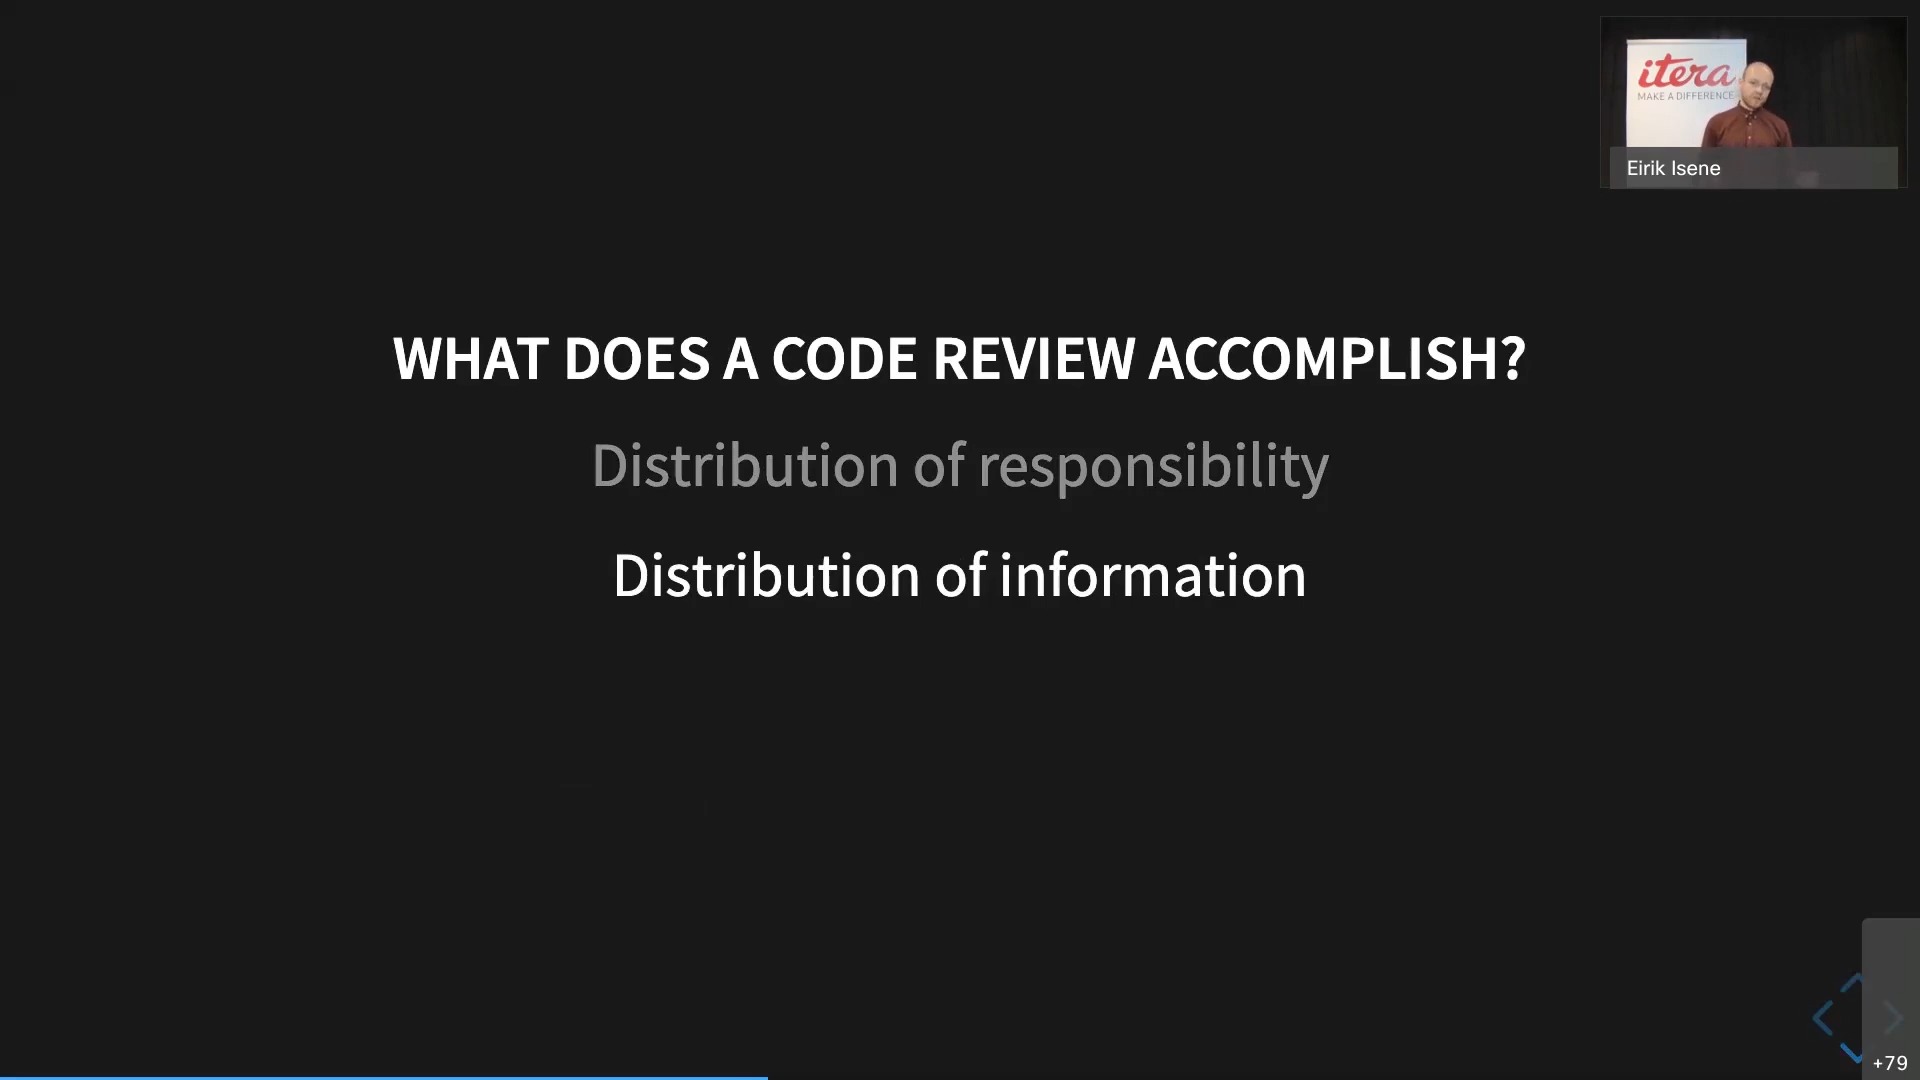 itera
MAKE A DIFFERENCE
Eirik Isene
WHAT DOES A CODE REVIEW ACCOMPLISH?
Distribution of responsibility
Distribution of information
+79